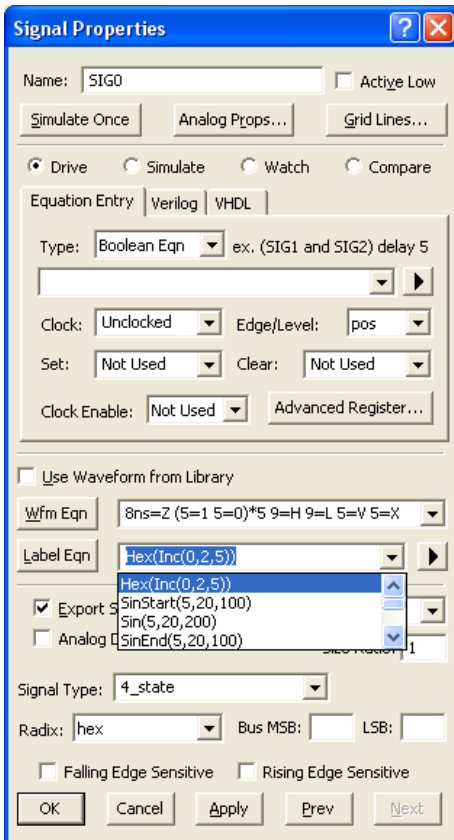 Signal Properties
Name: SIG0 Active Low
Simulate Once Analog Props... Grid Lines...
Drive Simulate Watch Compare
Equation Entry Verilog VHDL
Type: Boolean Eqn ex. (SIG1 and SIG2) delay 5
Clock: Unclocked Edge/Level: pos
Set: Not Used Clear: Not Used
Clock Enable: Not Used Advanced Register...
Use Waveform from Library
Wfm Eqn 8ns=Z (5=1 5=0)*5 9=H 9=L 5=V 5=X
Label Eqn Hex(Inc(0,2,5))
Hex(Inc(0,2,5))
Export S SinStart(5,20,100)
Sin(5,20,200)
Analog D SinEnd(5,20,100) 1
Signal Type: 4_state
Radix: hex Bus MSB: LSB:
Falling Edge Sensitive Rising Edge Sensitive
OK Cancel Apply Prev Next